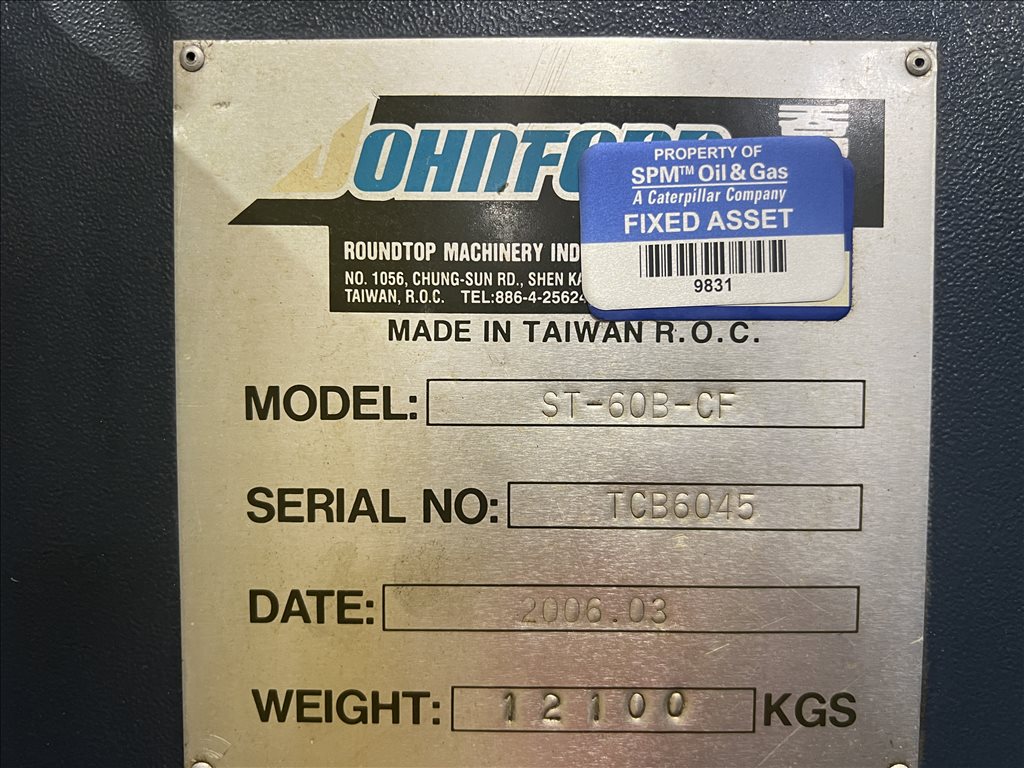 JOHNFORD
PROPERTY OF
SPM™ Oil & Gas
A Caterpillar Company
FIXED ASSET
9831
ROUNDTOP MACHINERY IND
NO. 1056, CHUNG-SUN RD., SHEN
TAIWAN, R.O.C. TEL:886-4-2562
MADE IN TAIWAN R.O.C.
MODEL: ST-60B-CF
SERIAL NO: TCB6045
DATE: 2006.03
WEIGHT: 12100 KGS